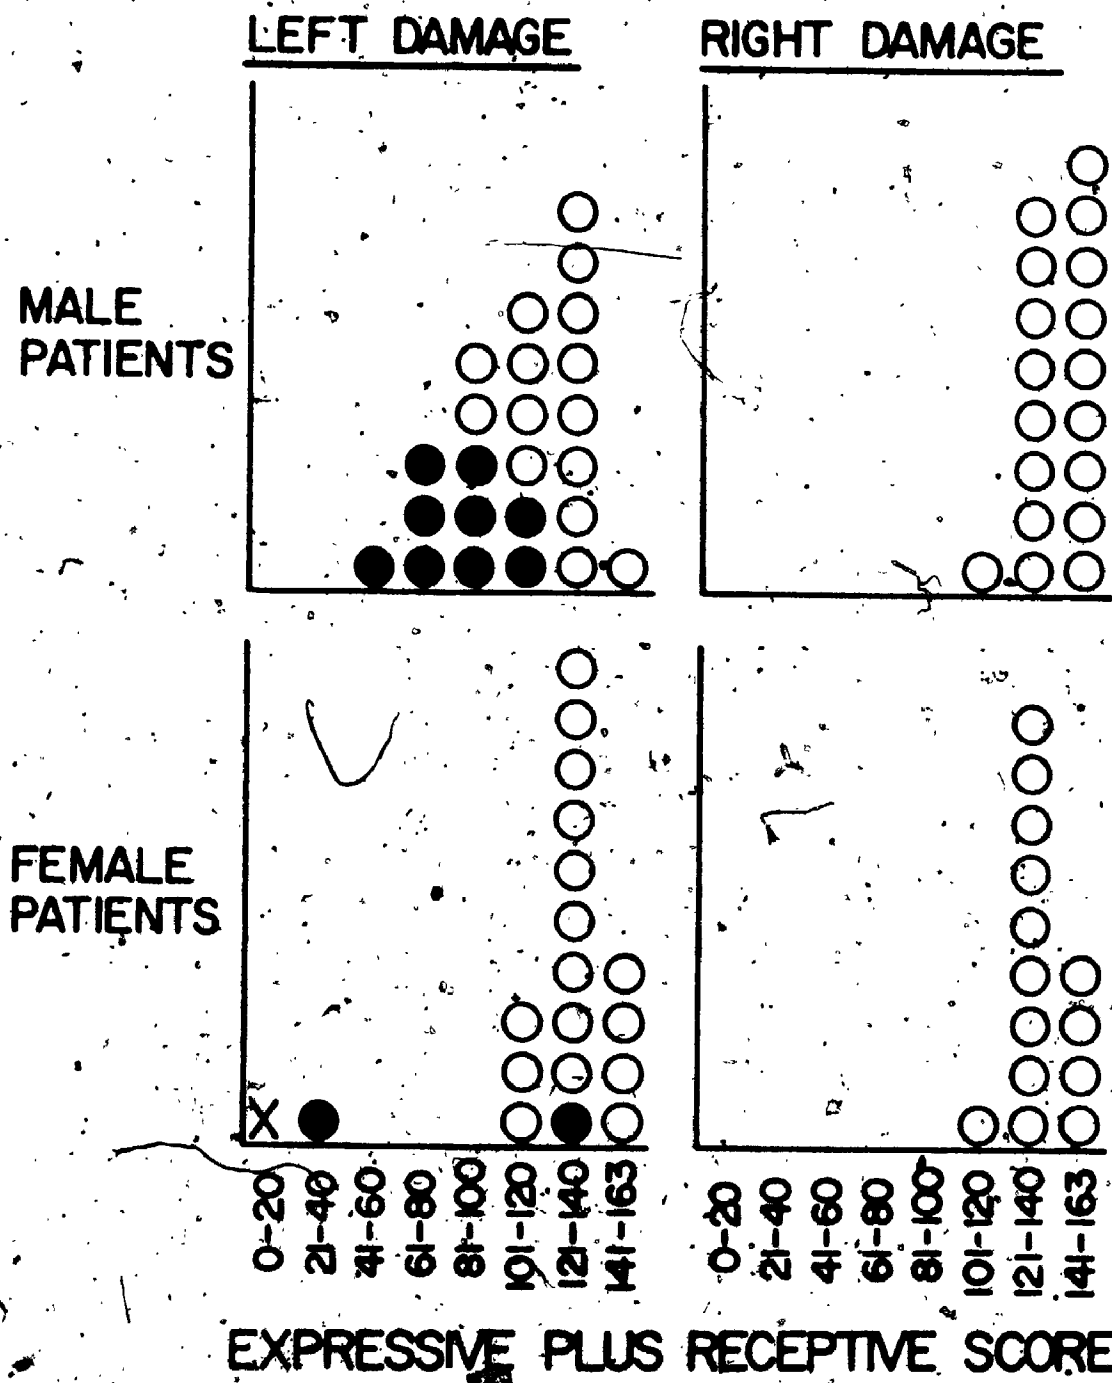 LEFT DAMAGE
RIGHT DAMAGE
MALE
PATIENTS
FEMALE
PATIENTS
X
0-20
21-40
41-60
61-80
81-100
101-120
121-140
141-163
0-20
21-40
41-60
61-80
81-100
101-120
121-140
141-163
EXPRESSIVE PLUS RECEPTIVE SCORE